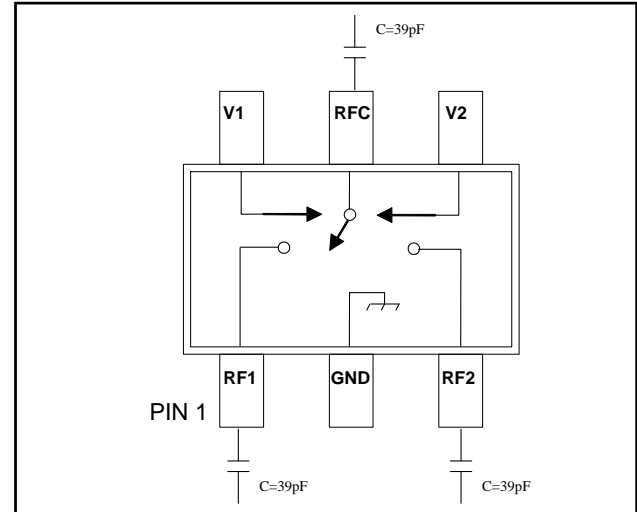 C=39pF
V1
RFC
V2
RF1
GND
RF2
PIN 1
C=39pF
C=39pF